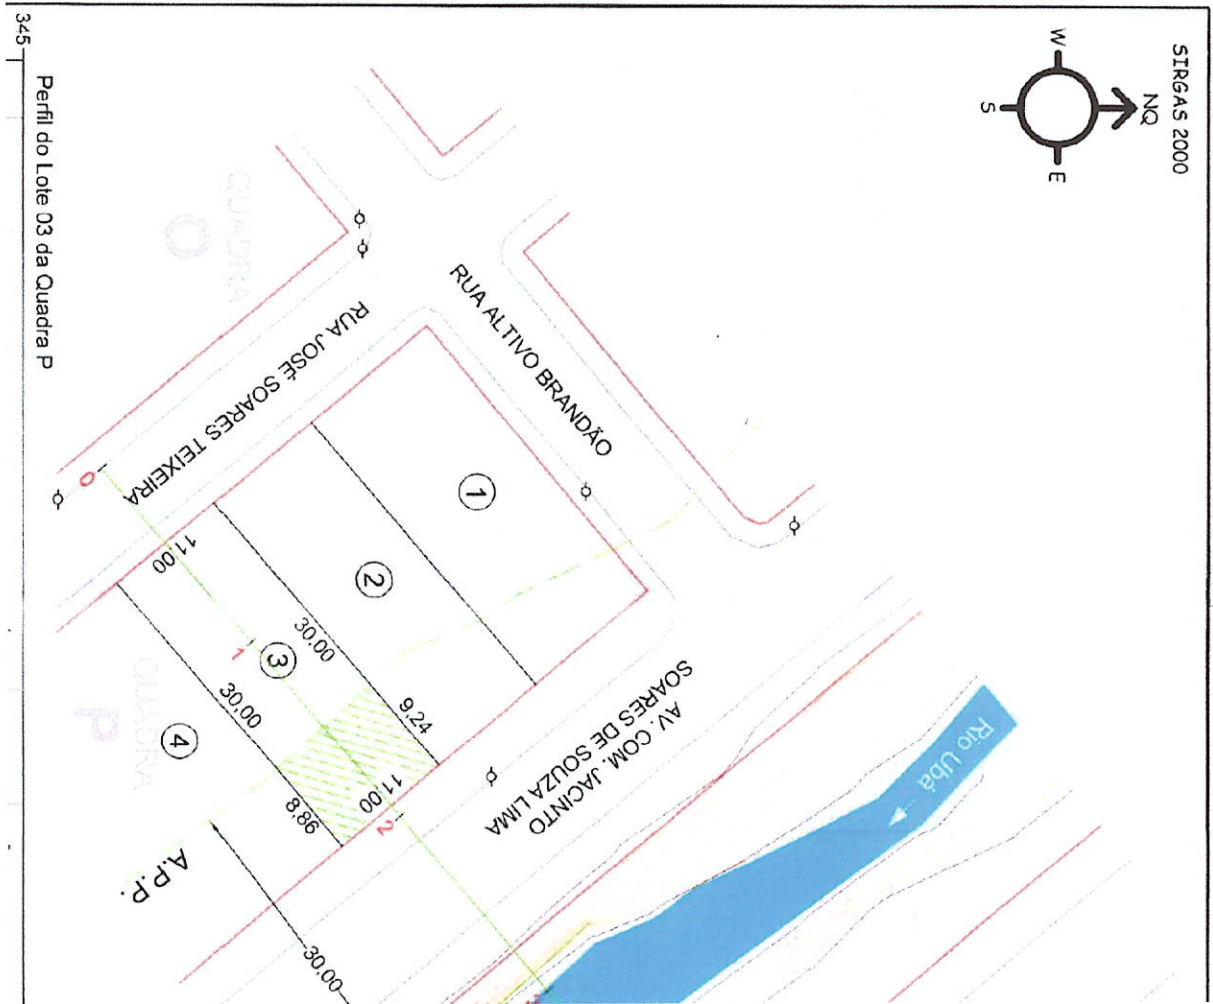 SIRGAS 2000
NQ
W
E
S
345
Perfil do Lote 03 da Quadra P
QUADRA
O
RUA ALTIVO BRANDÃO
RUA JOSÉ SOARES TEIXEIRA
0
1
2
3
4
11.00
30.00
30,00
9,24
8,86
11.00
1
2
QUADRA
P
AV. COM. JACINTO
SOARES DE SOUZA LIMA
Rio Ubá
A.P.P.
30,00